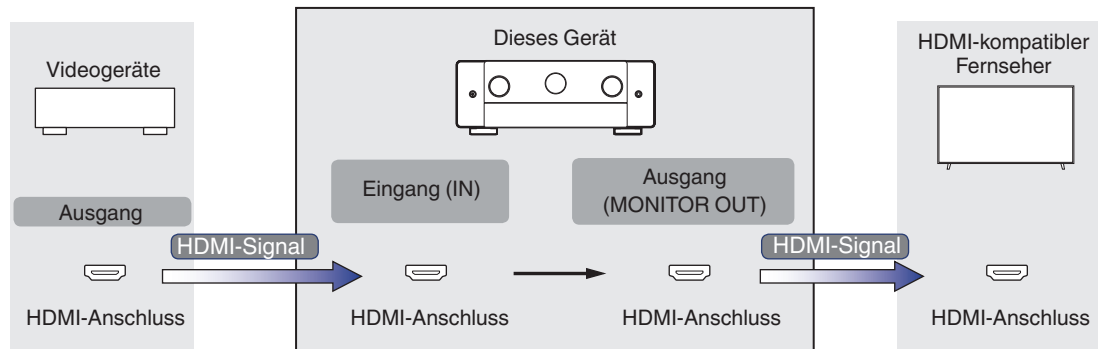 Videogeräte
Ausgang
HDMI-Anschluss
HDMI-Signal
Dieses Gerät
Eingang (IN)
HDMI-Anschluss
Ausgang
(MONITOR OUT)
HDMI-Anschluss
HDMI-Signal
HDMI-kompatibler
Fernseher
HDMI-Anschluss